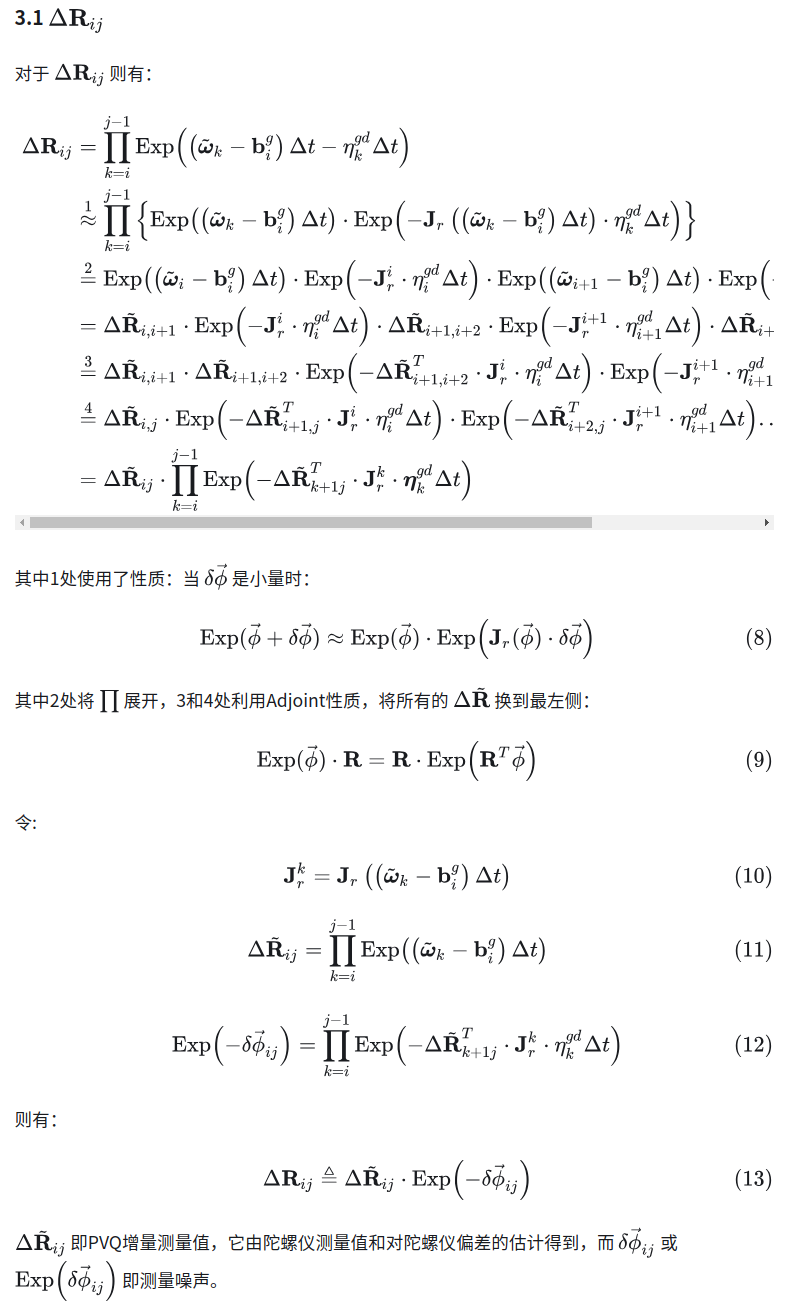 3.1 $\Delta \mathbf{R}_{ij}$
对于 $\Delta \mathbf{R}_{ij}$ 则有:
$\Delta \mathbf{R}_{ij} = \prod_{k=i}^{j-1} \mathrm{Exp}\left(\left(\tilde{\boldsymbol{\omega}}_k - \mathbf{b}_i^g\right) \Delta t - \eta_k^{gd} \Delta t\right)$
$\overset{1}{\approx} \prod_{k=i}^{j-1} \left\{\mathrm{Exp}\left(\left(\tilde{\boldsymbol{\omega}}_k - \mathbf{b}_i^g\right) \Delta t\right) \cdot \mathrm{Exp}\left(-\mathbf{J}_r \left(\left(\tilde{\boldsymbol{\omega}}_k - \mathbf{b}_i^g\right) \Delta t\right) \cdot \eta_k^{gd} \Delta t\right)\right\}$
$\overset{2}{=} \mathrm{Exp}\left(\left(\tilde{\boldsymbol{\omega}}_i - \mathbf{b}_i^g\right) \Delta t\right) \cdot \mathrm{Exp}\left(-\mathbf{J}_r^i \cdot \eta_i^{gd} \Delta t\right) \cdot \mathrm{Exp}\left(\left(\tilde{\boldsymbol{\omega}}_{i+1} - \mathbf{b}_i^g\right) \Delta t\right) \cdot \mathrm{Exp}($
$= \Delta \tilde{\mathbf{R}}_{i,i+1} \cdot \mathrm{Exp}\left(-\mathbf{J}_r^i \cdot \eta_i^{gd} \Delta t\right) \cdot \Delta \tilde{\mathbf{R}}_{i+1,i+2} \cdot \mathrm{Exp}\left(-\mathbf{J}_r^{i+1} \cdot \eta_{i+1}^{gd} \Delta t\right) \cdot \Delta \tilde{\mathbf{R}}_{i+}$
$\overset{3}{=} \Delta \tilde{\mathbf{R}}_{i,i+1} \cdot \Delta \tilde{\mathbf{R}}_{i+1,i+2} \cdot \mathrm{Exp}\left(-\Delta \tilde{\mathbf{R}}_{i+1,i+2}^T \cdot \mathbf{J}_r^i \cdot \eta_i^{gd} \Delta t\right) \cdot \mathrm{Exp}(-\mathbf{J}_r^{i+1} \cdot \eta_{i+1}^{gd}$
$\overset{4}{=} \Delta \tilde{\mathbf{R}}_{i,j} \cdot \mathrm{Exp}\left(-\Delta \tilde{\mathbf{R}}_{i+1,j}^T \cdot \mathbf{J}_r^i \cdot \eta_i^{gd} \Delta t\right) \cdot \mathrm{Exp}\left(-\Delta \tilde{\mathbf{R}}_{i+2,j}^T \cdot \mathbf{J}_r^{i+1} \cdot \eta_{i+1}^{gd} \Delta t\right) . .$
$= \Delta \tilde{\mathbf{R}}_{ij} \cdot \prod_{k=i}^{j-1} \mathrm{Exp}\left(-\Delta \tilde{\mathbf{R}}_{k+1j}^T \cdot \mathbf{J}_r^k \cdot \boldsymbol{\eta}_k^{gd} \Delta t\right)$
其中1处使用了性质：当 $\delta \vec{\phi}$ 是小量时:
$\mathrm{Exp}(\vec{\phi} + \delta \vec{\phi}) \approx \mathrm{Exp}(\vec{\phi}) \cdot \mathrm{Exp}\left(\mathbf{J}_r(\vec{\phi}) \cdot \delta \vec{\phi}\right)$ (8)
其中2处将 $\prod$ 展开，3和4处利用Adjoint性质，将所有的 $\Delta \tilde{\mathbf{R}}$ 换到最左侧：
$\mathrm{Exp}(\vec{\phi}) \cdot \mathbf{R} = \mathbf{R} \cdot \mathrm{Exp}\left(\mathbf{R}^T \vec{\phi}\right)$ (9)
令:
$\mathbf{J}_r^k = \mathbf{J}_r \left(\left(\tilde{\boldsymbol{\omega}}_k - \mathbf{b}_i^g\right) \Delta t\right)$ (10)
$\Delta \tilde{\mathbf{R}}_{ij} = \prod_{k=i}^{j-1} \mathrm{Exp}\left(\left(\tilde{\boldsymbol{\omega}}_k - \mathbf{b}_i^g\right) \Delta t\right)$ (11)
$\mathrm{Exp}\left(-\delta \vec{\phi}_{ij}\right) = \prod_{k=i}^{j-1} \mathrm{Exp}\left(-\Delta \tilde{\mathbf{R}}_{k+1j}^T \cdot \mathbf{J}_r^k \cdot \eta_k^{gd} \Delta t\right)$ (12)
则有：
$\Delta \mathbf{R}_{ij} \triangleq \Delta \tilde{\mathbf{R}}_{ij} \cdot \mathrm{Exp}\left(-\delta \vec{\phi}_{ij}\right)$ (13)
$\Delta \tilde{\mathbf{R}}_{ij}$ 即PVQ增量测量值，它由陀螺仪测量值和对陀螺仪偏差的估计得到，而 $\delta \vec{\phi}_{ij}$ 或
$\mathrm{Exp}\left(\delta \vec{\phi}_{ij}\right)$ 即测量噪声。